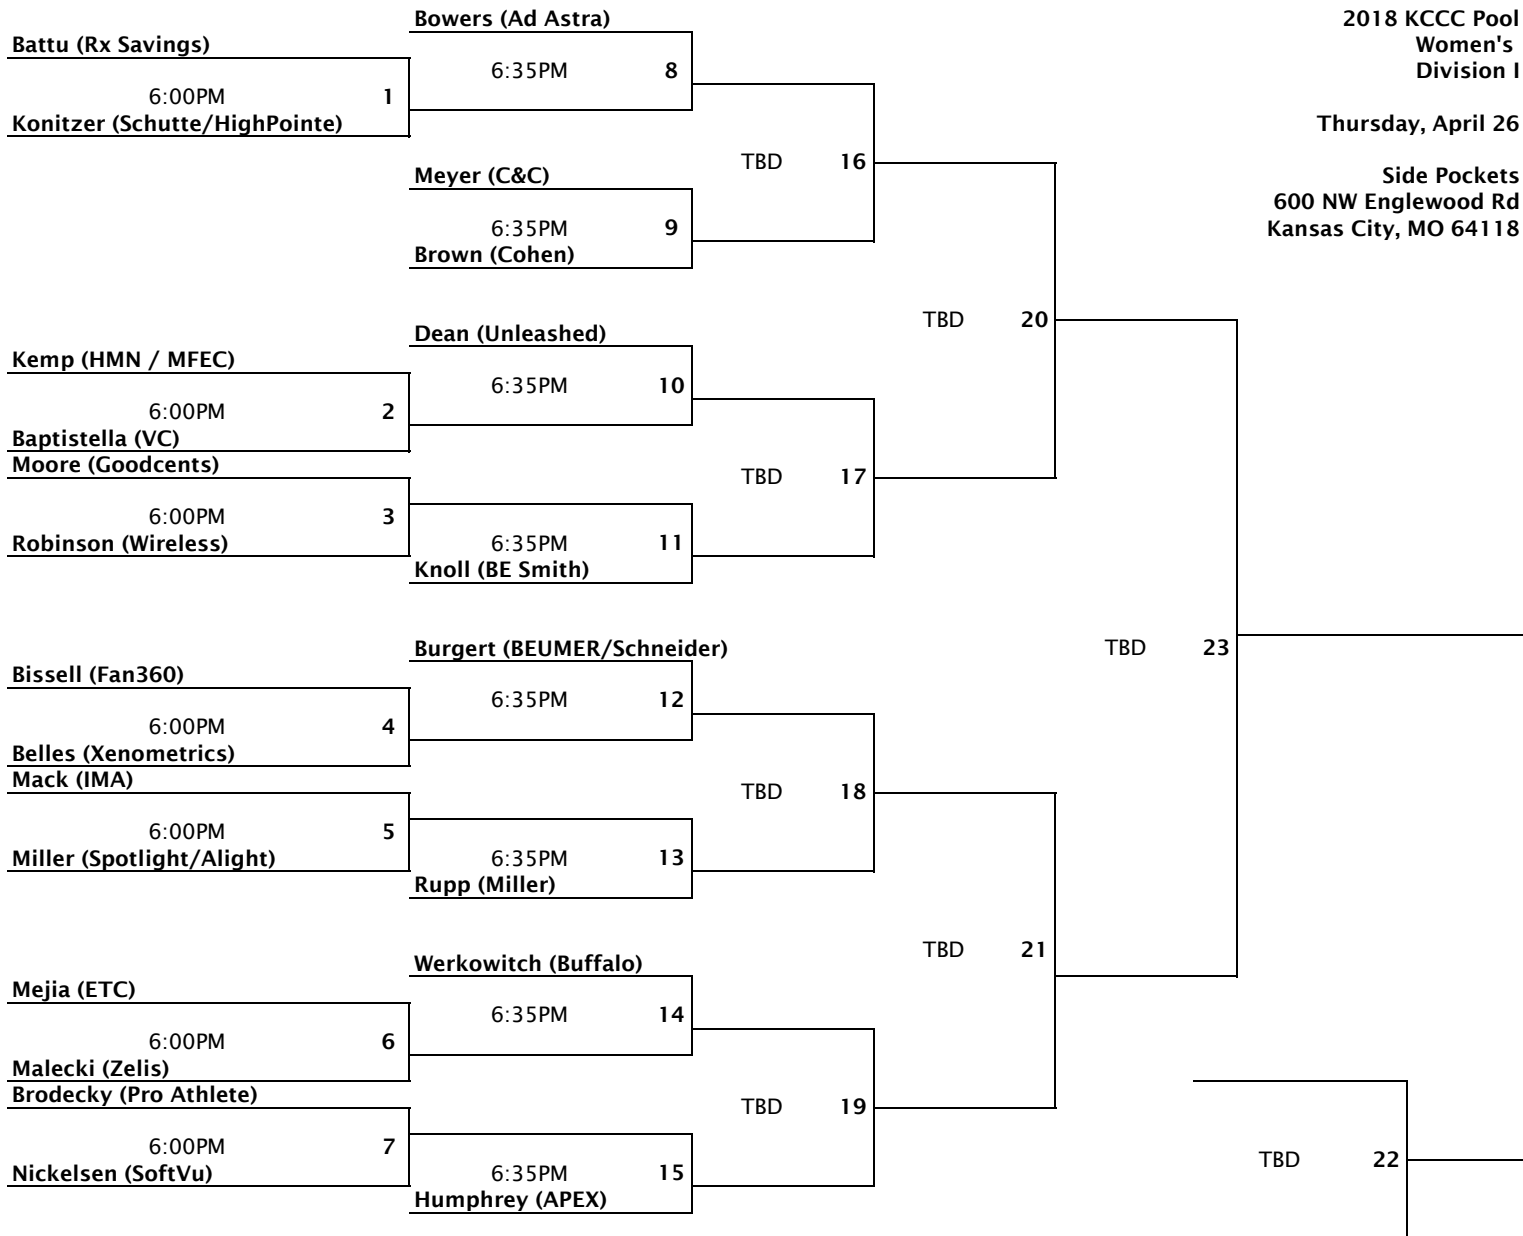 Bowers (Ad Astra)
2018 KCCC Pool
Battu (Rx Savings)
Women's
6:35PM 8
Division I
6:00PM 1
Konitzer (Schutte/HighPointe)
Thursday, April 26
TBD 16
Meyer (C&C)
Side Pockets
600 NW Englewood Rd
6:35PM 9
Kansas City, MO 64118
Brown (Cohen)
TBD 20
Dean (Unleashed)
Kemp (HMN / MFEC)
6:35PM 10
6:00PM 2
Baptistella (VC)
Moore (Goodcents)
TBD 17
6:00PM 3
Robinson (Wireless)
6:35PM 11
Knoll (BE Smith)
Burgert (BEUMER/Schneider)
TBD 23
Bissell (Fan360)
6:35PM 12
6:00PM 4
Belles (Xenometrics)
Mack (IMA)
TBD 18
6:00PM 5
Miller (Spotlight/Alight)
6:35PM 13
Rupp (Miller)
TBD 21
Werkowitch (Buffalo)
Mejia (ETC)
6:35PM 14
6:00PM 6
Malecki (Zelis)
Brodecky (Pro Athlete)
TBD 19
6:00PM 7
TBD 22
Nickelsen (SoftVu)
6:35PM 15
Humphrey (APEX)